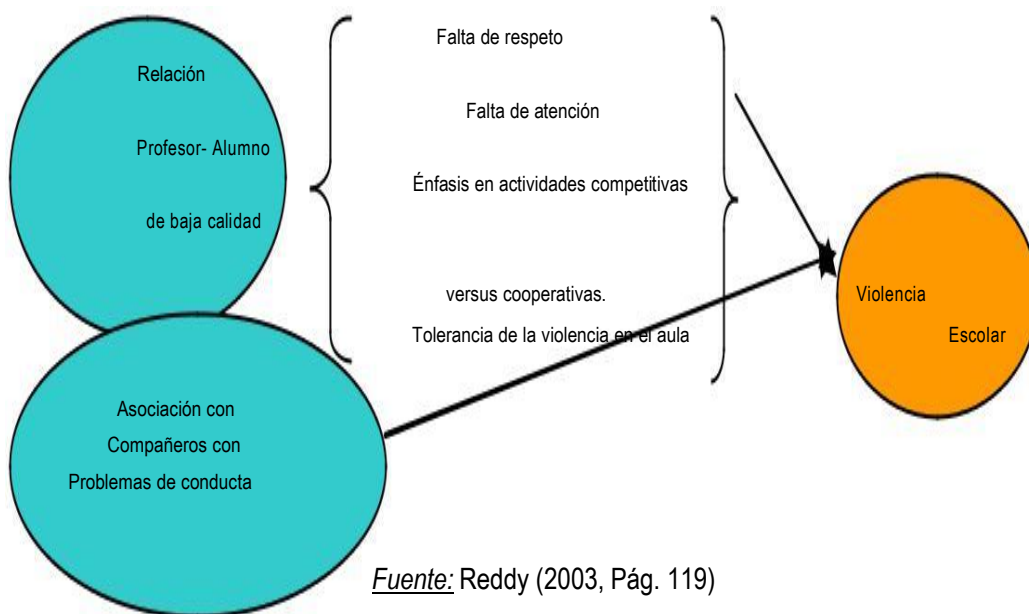 Relación
Profesor- Alumno
de baja calidad
Falta de respeto
Falta de atención
Énfasis en actividades competitivas
versus cooperativas.
Tolerancia de la violencia en el aula
Asociación con
Compañeros con
Problemas de conducta
Violencia
Escolar
Fuente: Reddy (2003, Pág. 119)